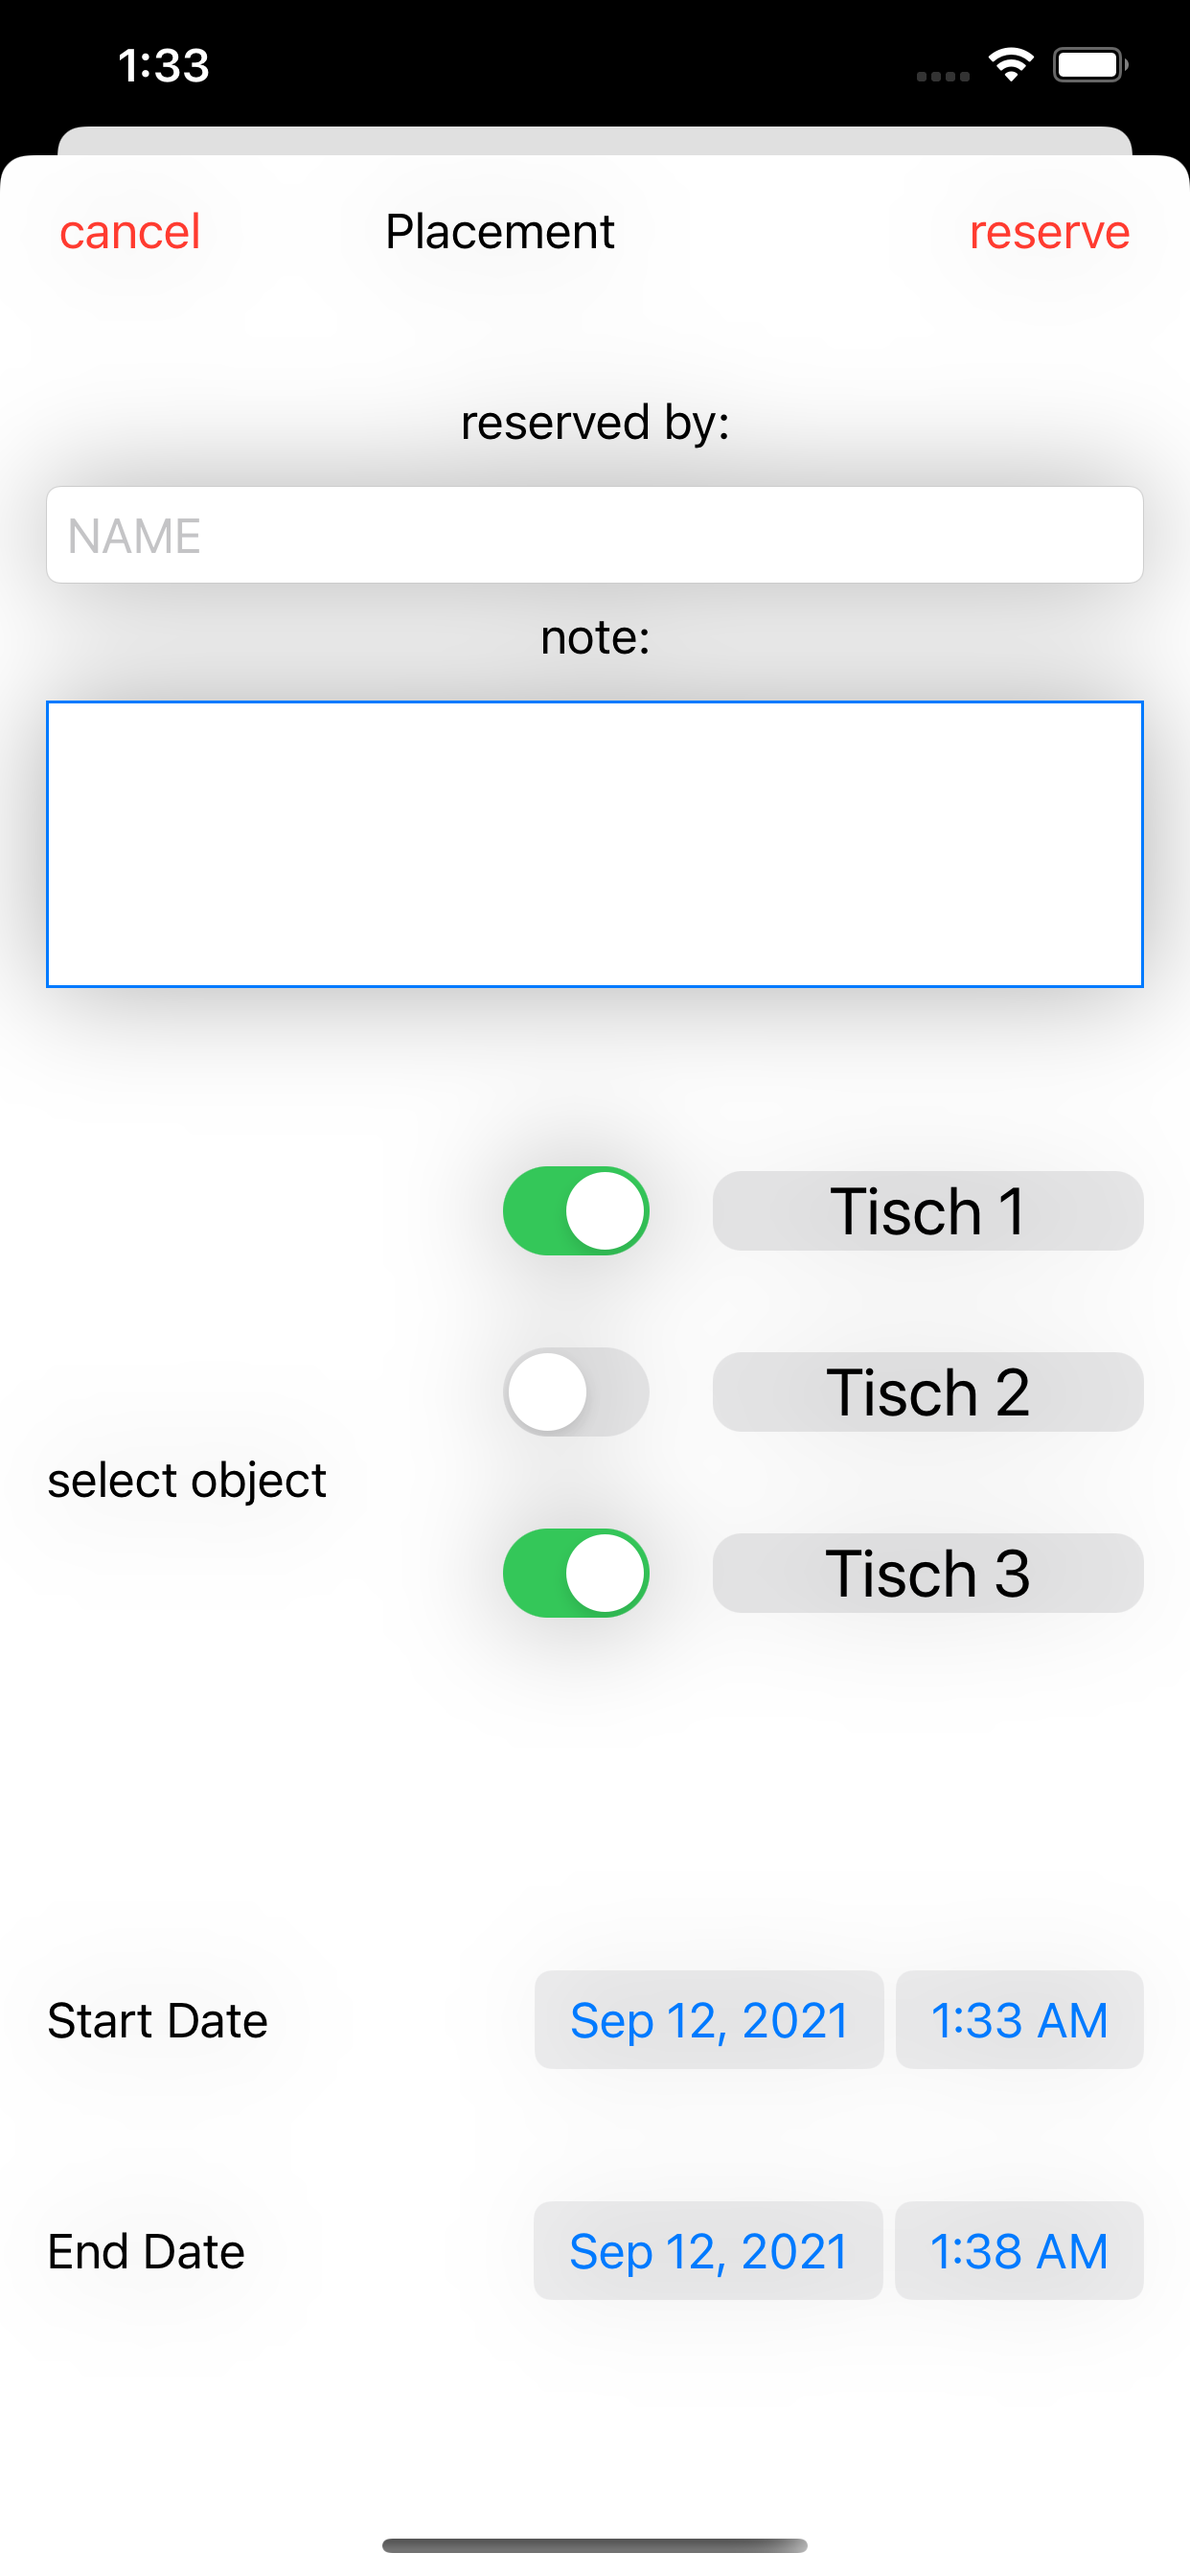 1:33
cancel Placement reserve
reserved by:
NAME
note:
Tisch 1
Tisch 2
select object
Tisch 3
Start Date Sep 12, 2021 1:33 AM
End Date Sep 12, 2021 1:38 AM